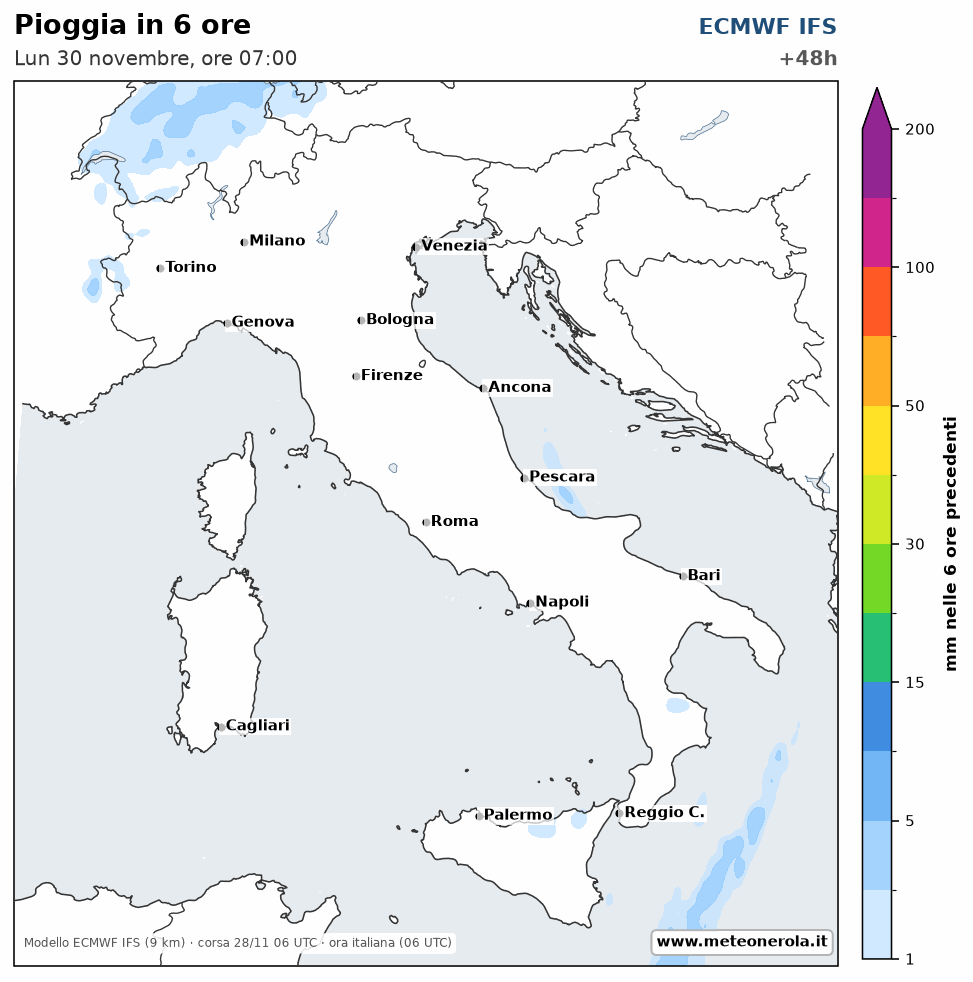 Pioggia in 6 ore
ECMWF IFS
Lun 30 novembre, ore 07:00
+48h
Milano
Venezia
Torino
Genova
Bologna
Firenze
Ancona
Pescara
Roma
Bari
Napoli
Cagliari
Palermo
Reggio C.
200
100
50
30
15
5
1
mm nelle 6 ore precedenti
Modello ECMWF IFS (9 km) · corsa 28/11 06 UTC · ora italiana (06 UTC)
www.meteonerola.it